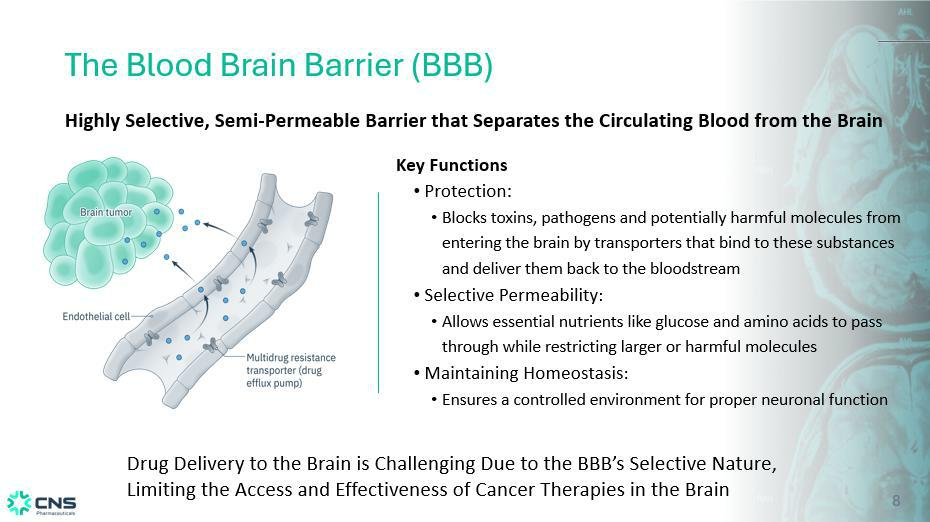 AHL
The Blood Brain Barrier (BBB)
Highly Selective, Semi-Permeable Barrier that Separates the Circulating Blood from the Brain
Brain tumor
Endothelial cell
Multidrug resistance
transporter (drug
efflux pump)
Key Functions
• Protection:
• Blocks toxins, pathogens and potentially harmful molecules from
entering the brain by transporters that bind to these substances
and deliver them back to the bloodstream
• Selective Permeability:
• Allows essential nutrients like glucose and amino acids to pass
through while restricting larger or harmful molecules
• Maintaining Homeostasis:
• Ensures a controlled environment for proper neuronal function
Drug Delivery to the Brain is Challenging Due to the BBB’s Selective Nature,
Limiting the Access and Effectiveness of Cancer Therapies in the Brain
CNS
Pharmaceuticals
8